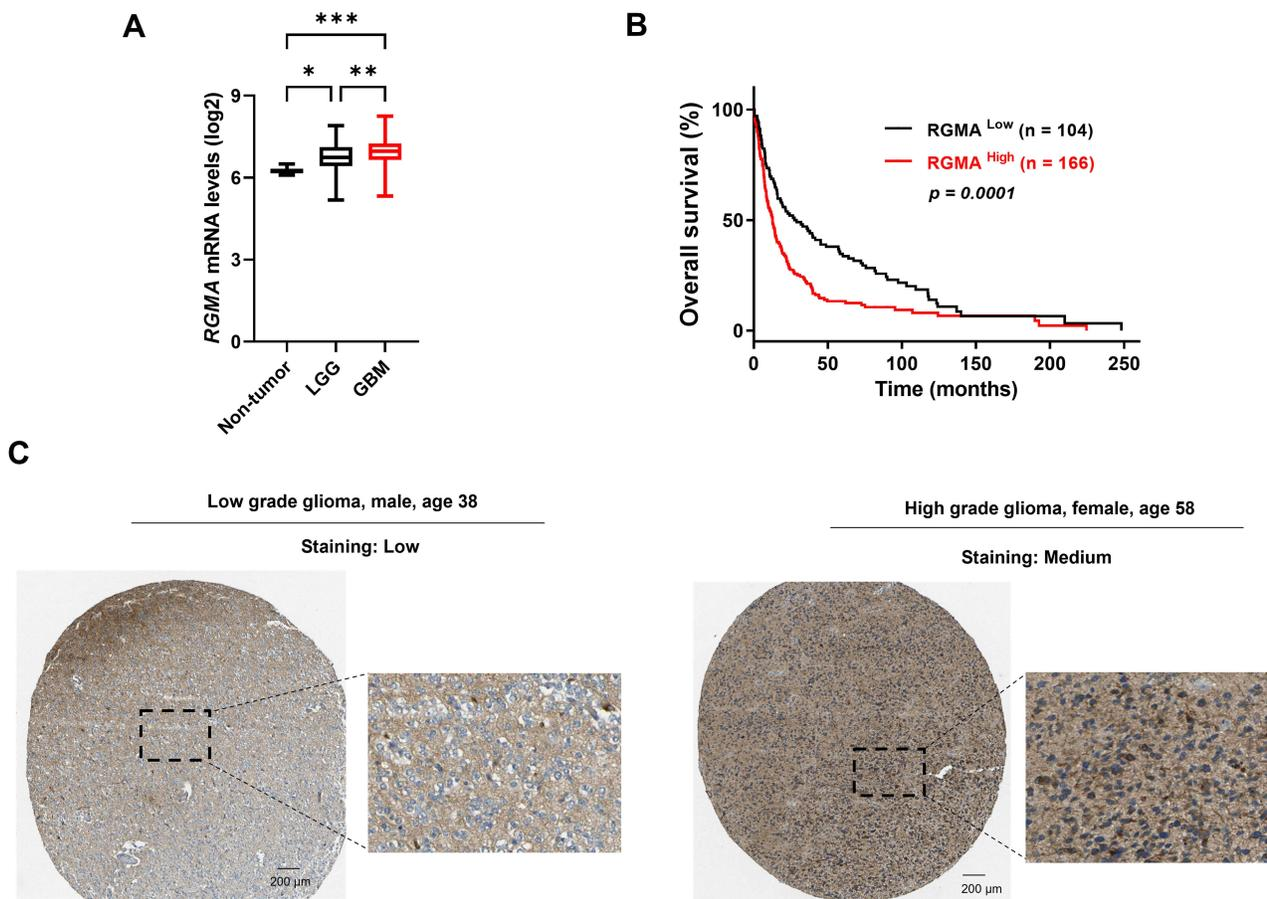 A
***
*
**
RGMA mRNA levels (log2)
9
6
3
0
Non-tumor
LGG
GBM
B
Overall survival (%)
100
50
0
RGMA Low (n = 104)
RGMA High (n = 166)
p = 0.0001
0
50
100
150
200
250
Time (months)
C
Low grade glioma, male, age 38
Staining: Low
200 µm
High grade glioma, female, age 58
Staining: Medium
200 µm